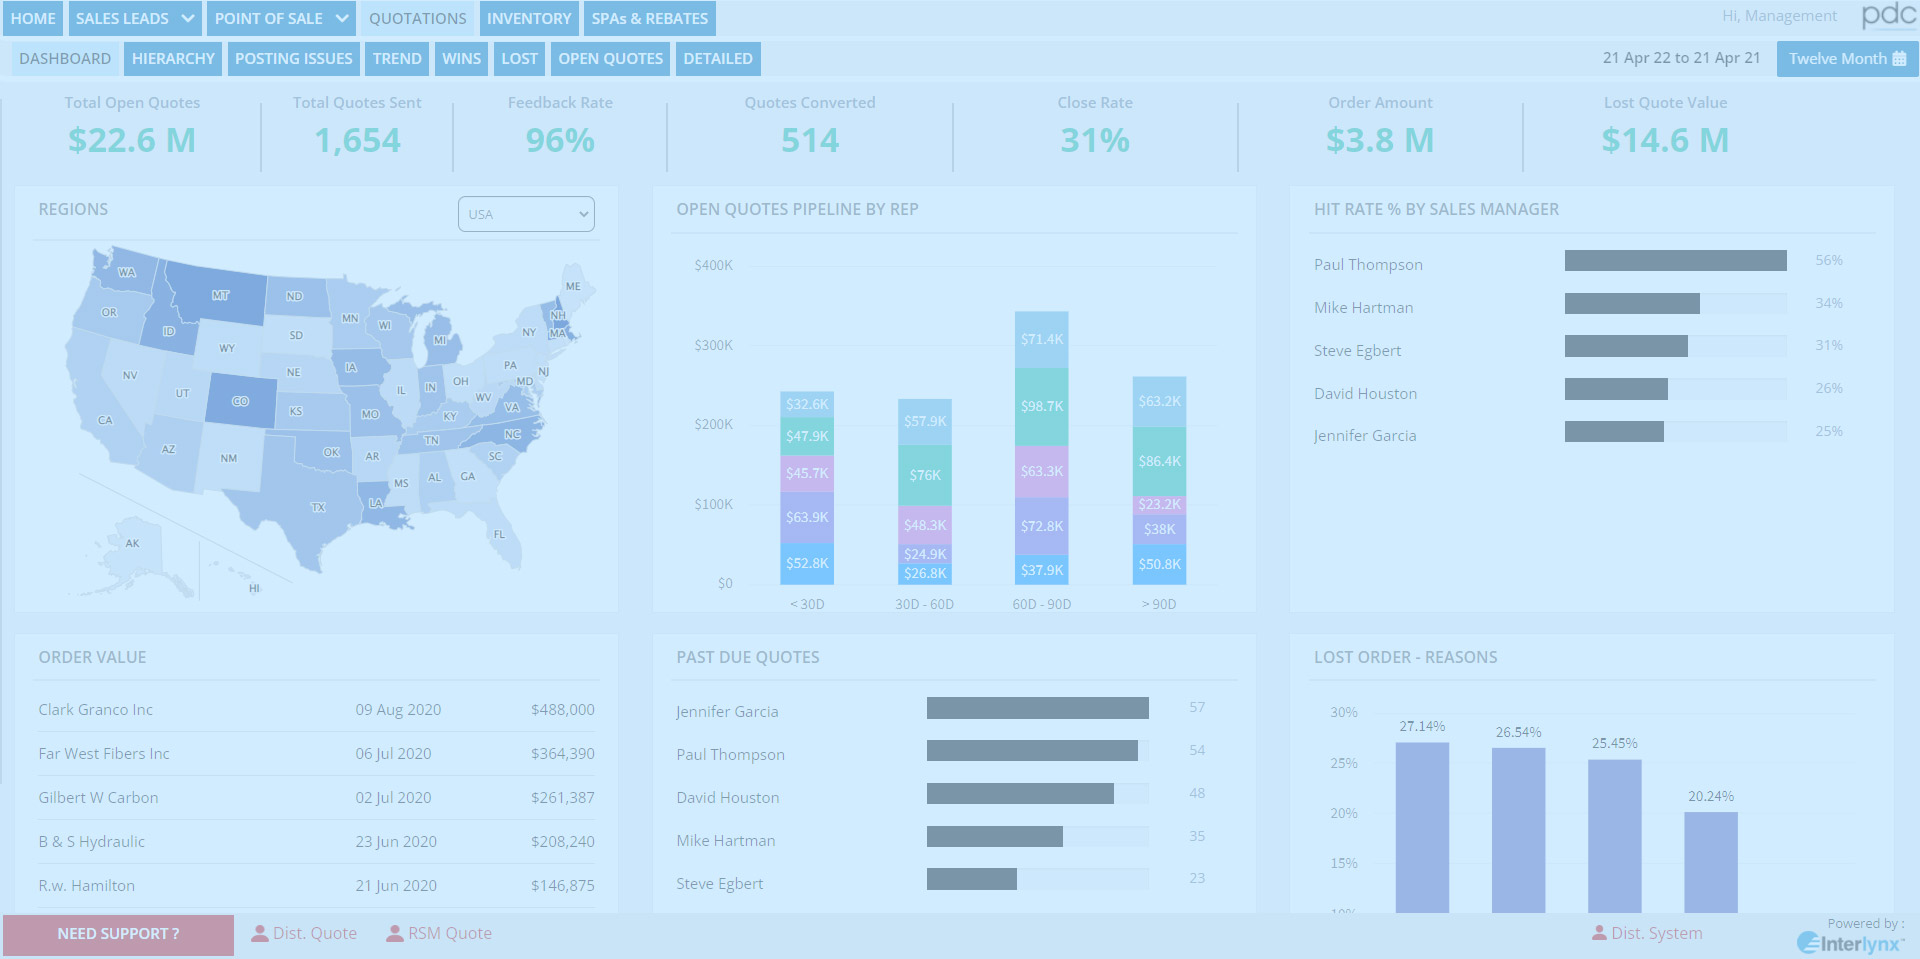 HOME SALES LEADS POINT OF SALE QUOTATIONS INVENTORY SPAs & REBATES Hi, Management pdc
DASHBOARD HIERARCHY POSTING ISSUES TREND WINS LOST OPEN QUOTES DETAILED 21 Apr 22 to 21 Apr 21 Twelve Month
Total Open Quotes Total Quotes Sent Feedback Rate Quotes Converted Close Rate Order Amount Lost Quote Value
$22.6 M 1,654 96% 514 31% $3.8 M $14.6 M
REGIONS
USA
WA
MT
ND
MN
ME
OR
ID
SD
WI
MI
NY
NH
MA
WY
NV
UT
CO
NE
IA
IL
IN
OH
PA
NJ
MD
WV
VA
CA
KS
MO
KY
AZ
NM
OK
AR
TN
NC
SC
MS
AL
GA
TX
LA
FL
AK
HI
OPEN QUOTES PIPELINE BY REP
$400K
$300K
$200K
$100K
$0
$32.6K
$47.9K
$45.7K
$63.9K
$52.8K
$57.9K
$76K
$48.3K
$24.9K
$26.8K
$71.4K
$98.7K
$63.3K
$72.8K
$37.9K
$63.2K
$86.4K
$23.2K
$38K
$50.8K
< 30D 30D - 60D 60D - 90D > 90D
HIT RATE % BY SALES MANAGER
Paul Thompson 56%
Mike Hartman 34%
Steve Egbert 31%
David Houston 26%
Jennifer Garcia 25%
ORDER VALUE
Clark Granco Inc 09 Aug 2020 $488,000
Far West Fibers Inc 06 Jul 2020 $364,390
Gilbert W Carbon 02 Jul 2020 $261,387
B & S Hydraulic 23 Jun 2020 $208,240
R.w. Hamilton 21 Jun 2020 $146,875
PAST DUE QUOTES
Jennifer Garcia 57
Paul Thompson 54
David Houston 48
Mike Hartman 35
Steve Egbert 23
LOST ORDER - REASONS
30%
25%
20%
15%
10%
27.14%
26.54%
25.45%
20.24%
NEED SUPPORT ? Dist. Quote RSM Quote Dist. System
Powered by :
Interlynx